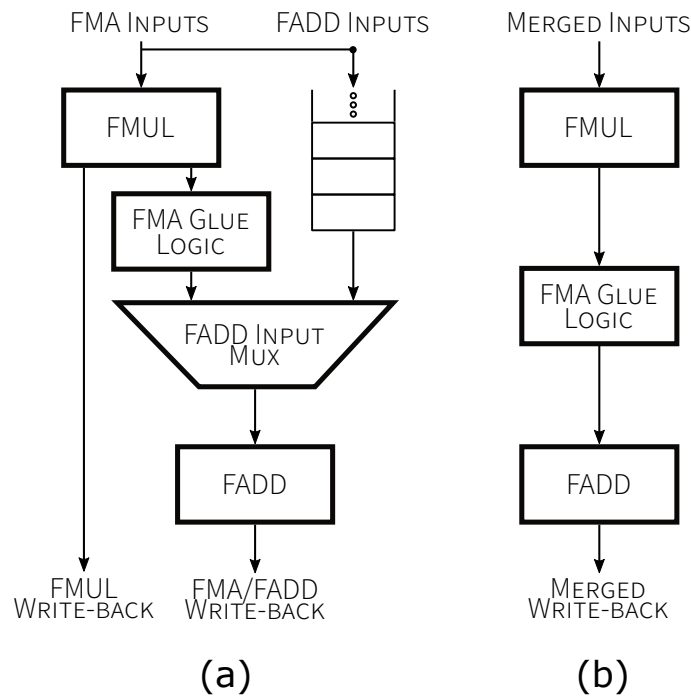 FMA INPUTS
FADD INPUTS
FMUL
FMA GLUE
LOGIC
FADD INPUT
MUX
FADD
FMUL
WRITE-BACK
FMA/FADD
WRITE-BACK
(a)
MERGED INPUTS
FMUL
FMA GLUE
LOGIC
FADD
MERGED
WRITE-BACK
(b)